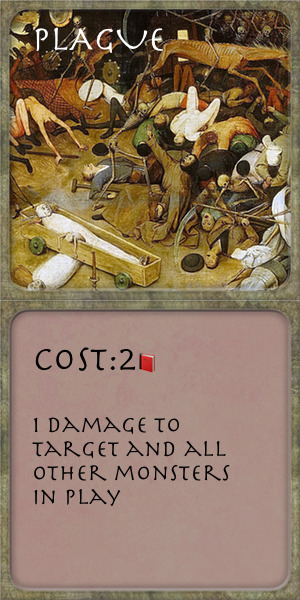 PLAGUE
COST:2
1 DAMAGE TO
TARGET AND ALL
OTHER MONSTERS
IN PLAY